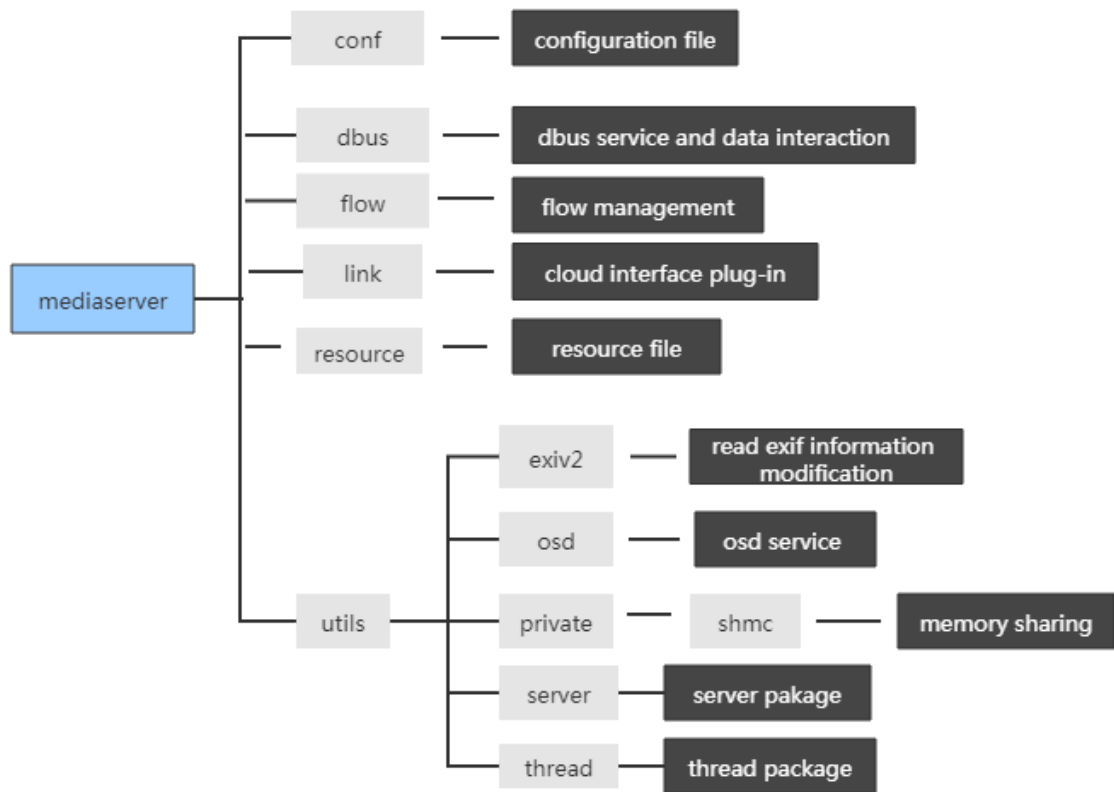 conf
configuration file
dbus
dbus service and data interaction
flow
flow management
link
cloud interface plug-in
mediaserver
resource
resource file
exiv2
read exif information
modification
osd
osd service
utils
private
shmc
memory sharing
server
server pakage
thread
thread package